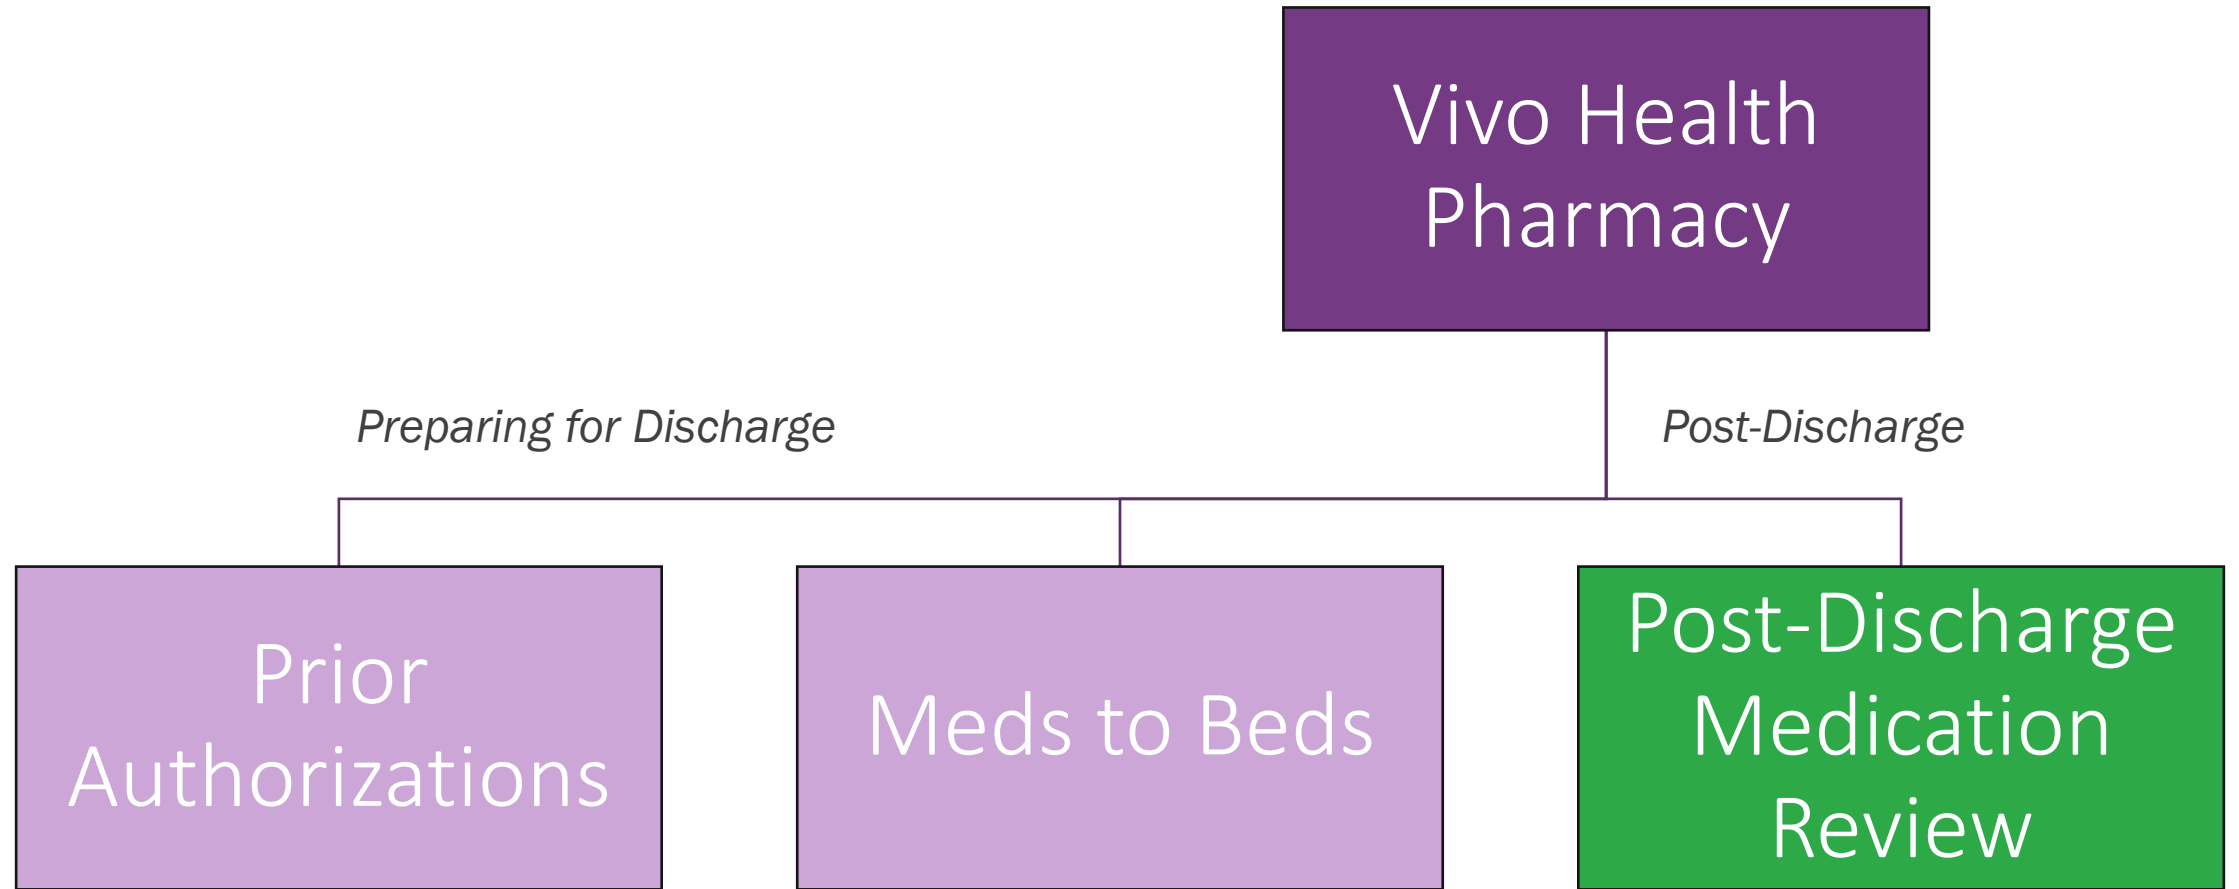 Vivo Health
Pharmacy
Preparing for Discharge
Post-Discharge
Prior
Authorizations
Meds to Beds
Post-Discharge
Medication
Review